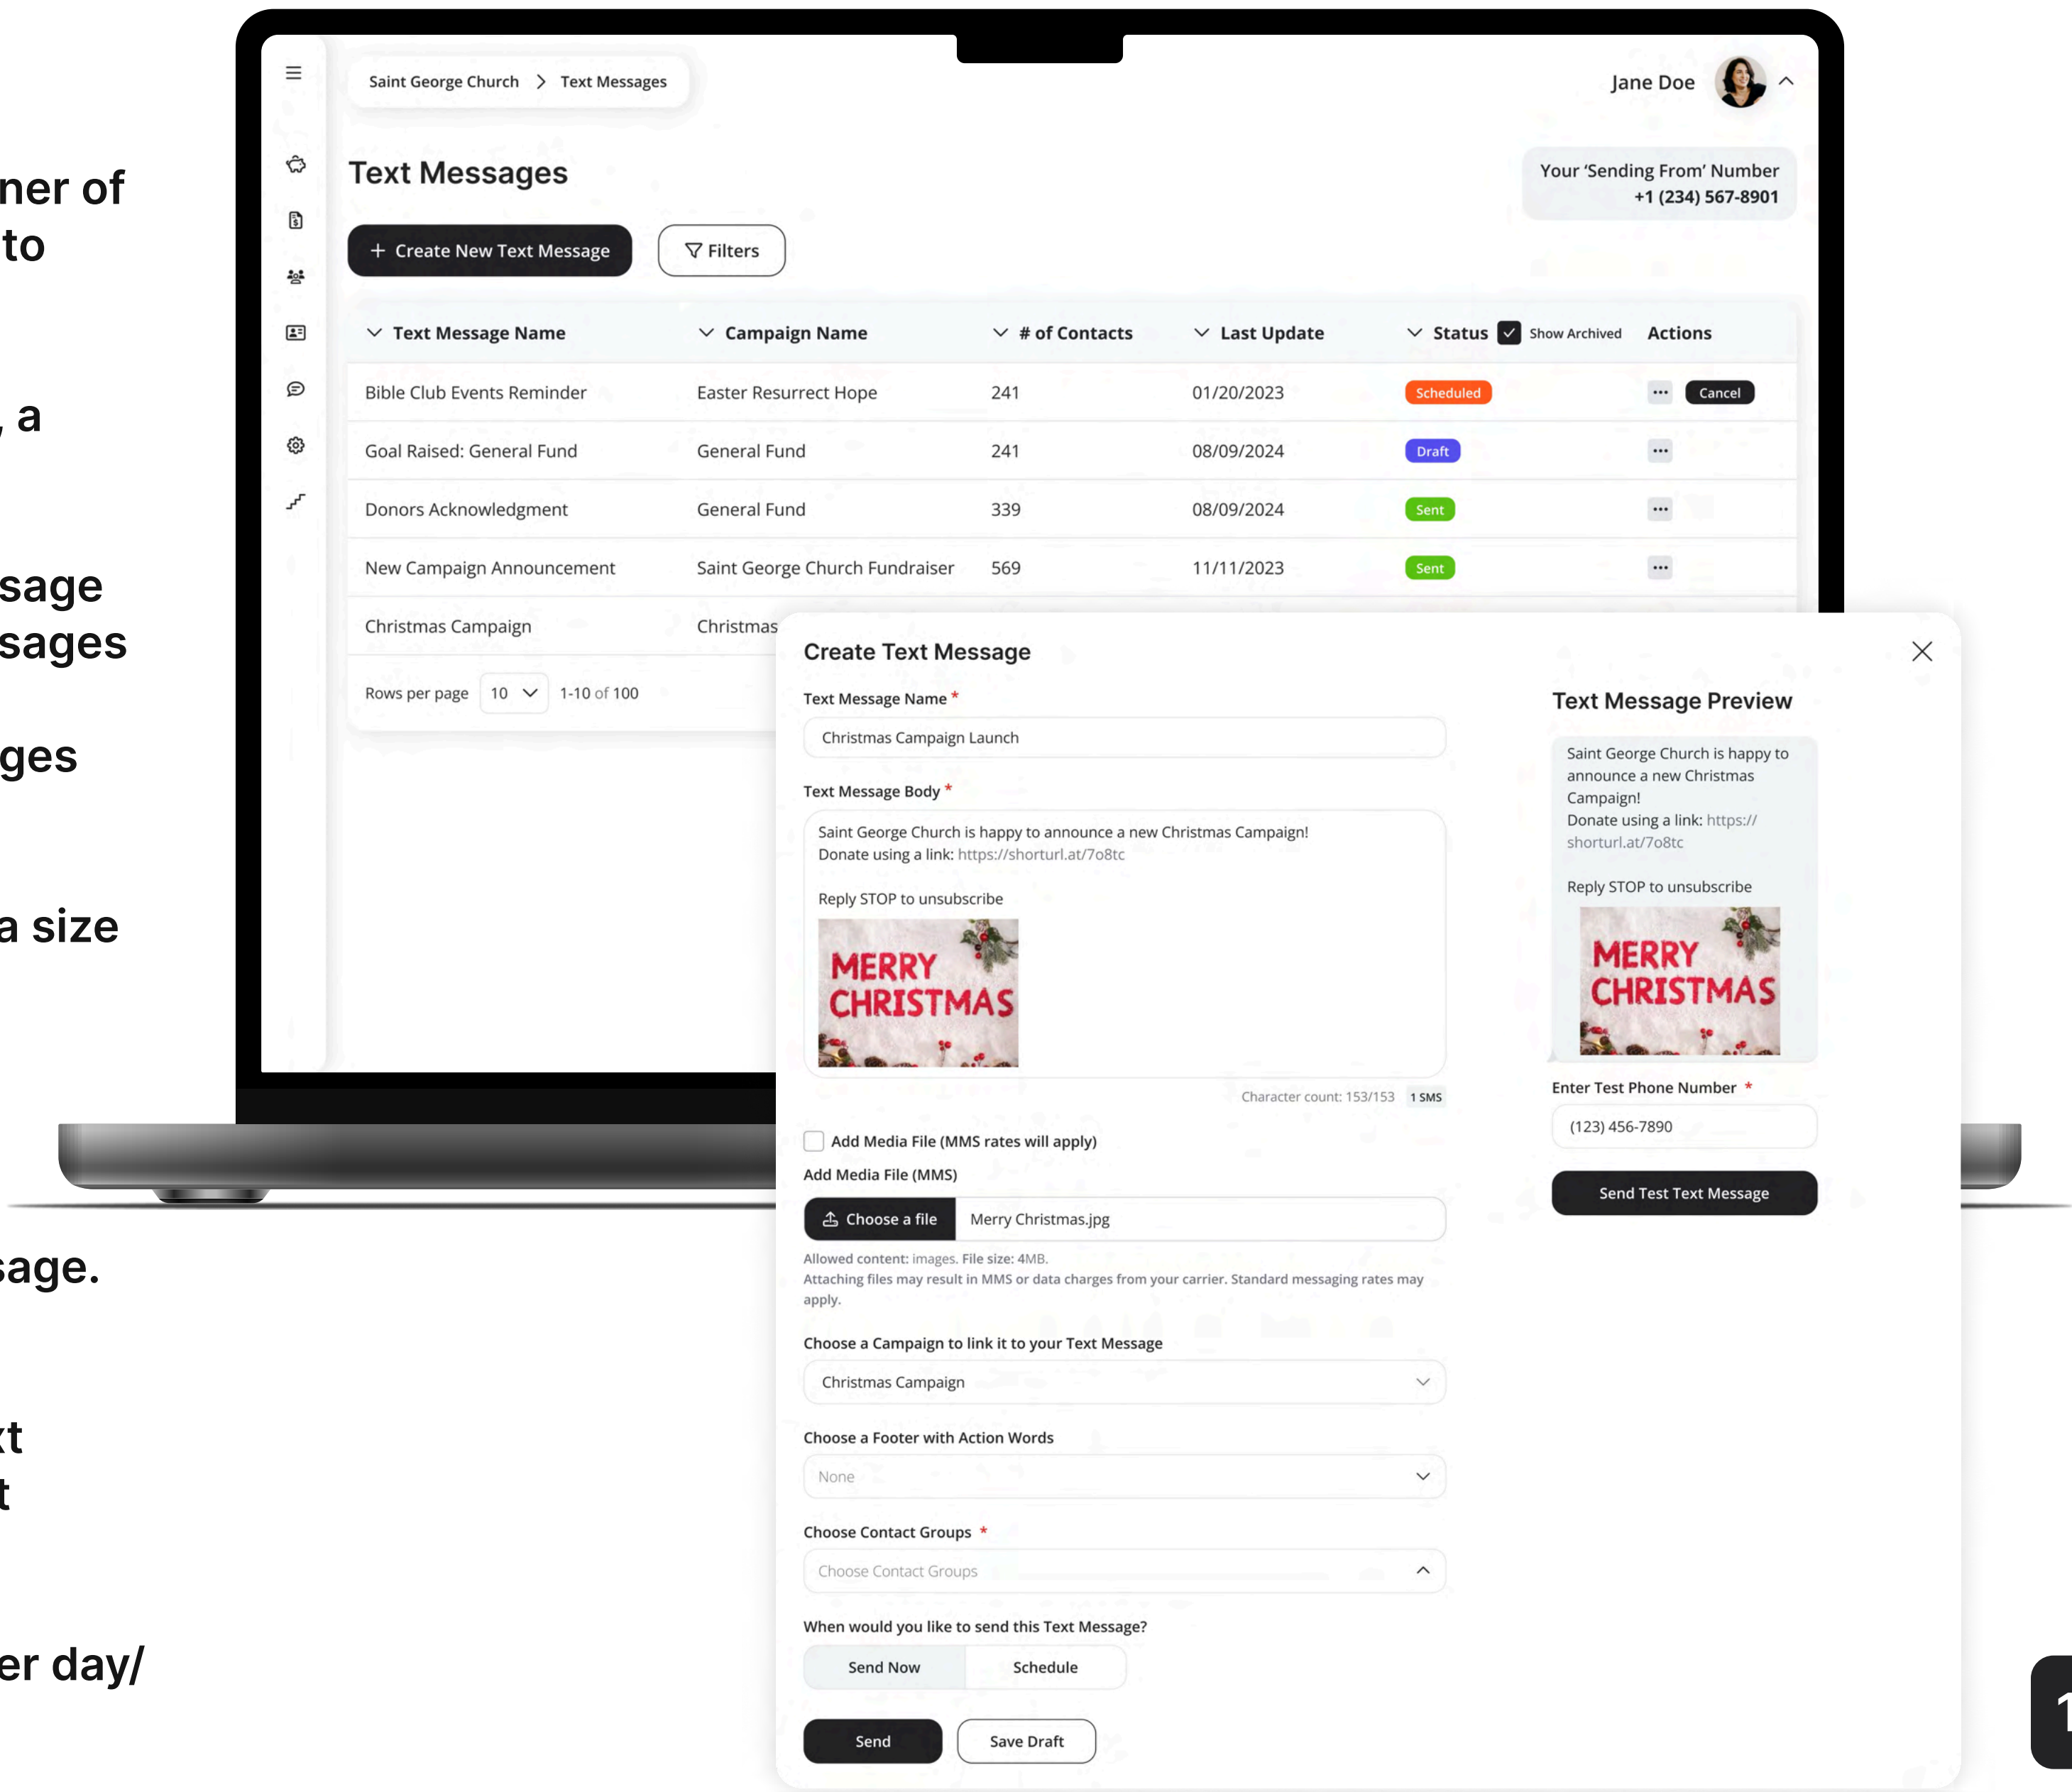 ner of
to
, a
sage
sages
ges
a size
sage.
xt
t
er day/
Saint George Church > Text Messages
Jane Doe
Text Messages
Your ‘Sending From’ Number
+1 (234) 567-8901
+ Create New Text Message
Filters
Text Message Name Campaign Name # of Contacts Last Update Status Show Archived Actions
Bible Club Events Reminder Easter Resurrect Hope 241 01/20/2023 Scheduled ... Cancel
Goal Raised: General Fund General Fund 241 08/09/2024 Draft ...
Donors Acknowledgment General Fund 339 08/09/2024 Sent ...
New Campaign Announcement Saint George Church Fundraiser 569 11/11/2023 Sent ...
Christmas Campaign Christmas
Rows per page 10 1-10 of 100
Create Text Message
Text Message Name *
Christmas Campaign Launch
Text Message Body *
Saint George Church is happy to announce a new Christmas Campaign!
Donate using a link: https://shorturl.at/7o8tc
Reply STOP to unsubscribe
MERRY
CHRISTMAS
Character count: 153/153 1 SMS
Add Media File (MMS rates will apply)
Add Media File (MMS)
Choose a file Merry Christmas.jpg
Allowed content: images. File size: 4MB.
Attaching files may result in MMS or data charges from your carrier. Standard messaging rates may
apply.
Choose a Campaign to link it to your Text Message
Christmas Campaign
Choose a Footer with Action Words
None
Choose Contact Groups *
Choose Contact Groups
When would you like to send this Text Message?
Send Now Schedule
Send Save Draft
Text Message Preview
Saint George Church is happy to
announce a new Christmas
Campaign!
Donate using a link: https://
shorturl.at/7o8tc
Reply STOP to unsubscribe
MERRY
CHRISTMAS
Enter Test Phone Number *
(123) 456-7890
Send Test Text Message
1